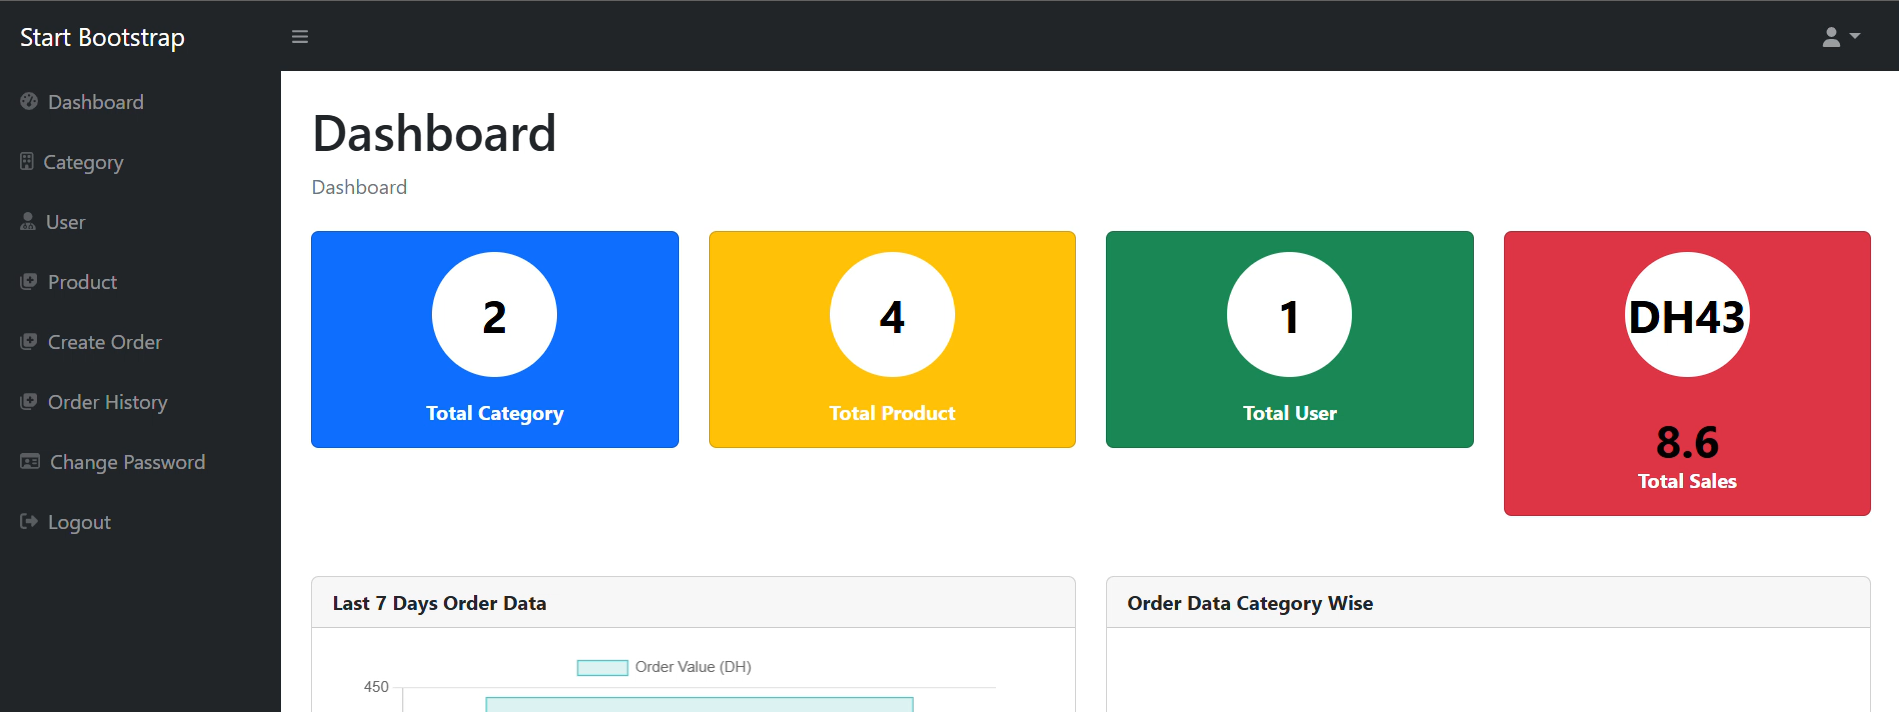 Start Bootstrap
Dashboard
Category
User
Product
Create Order
Order History
Change Password
Logout
Dashboard
Dashboard
2
Total Category
4
Total Product
1
Total User
DH43
8.6
Total Sales
Last 7 Days Order Data
Order Value (DH)
450
Order Data Category Wise